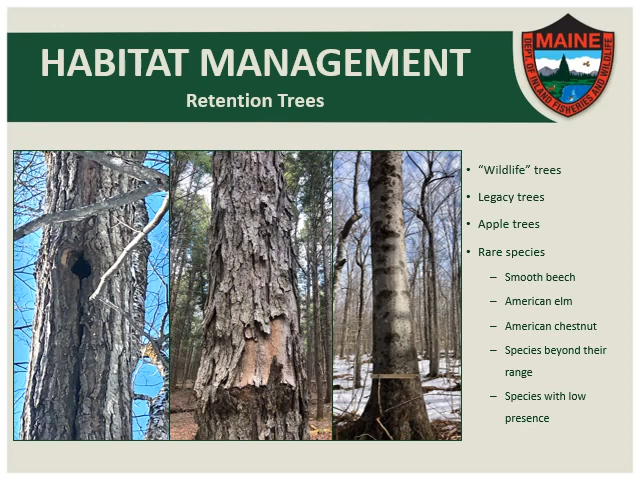 HABITAT MANAGEMENT
Retention Trees
MAINE
DEPT. OF INLAND FISHERIES AND WILDLIFE
• “Wildlife” trees
• Legacy trees
• Apple trees
• Rare species
– Smooth beech
– American elm
– American chestnut
– Species beyond their
range
– Species with low
presence